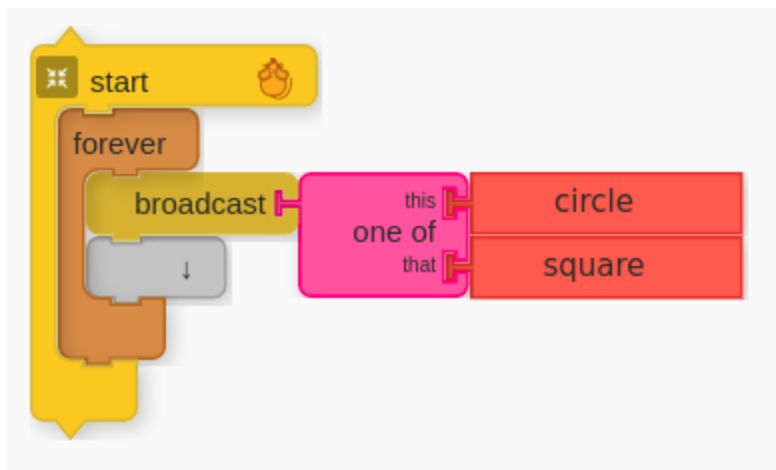 start
forever
broadcast
this
circle
one of
that
square
↓